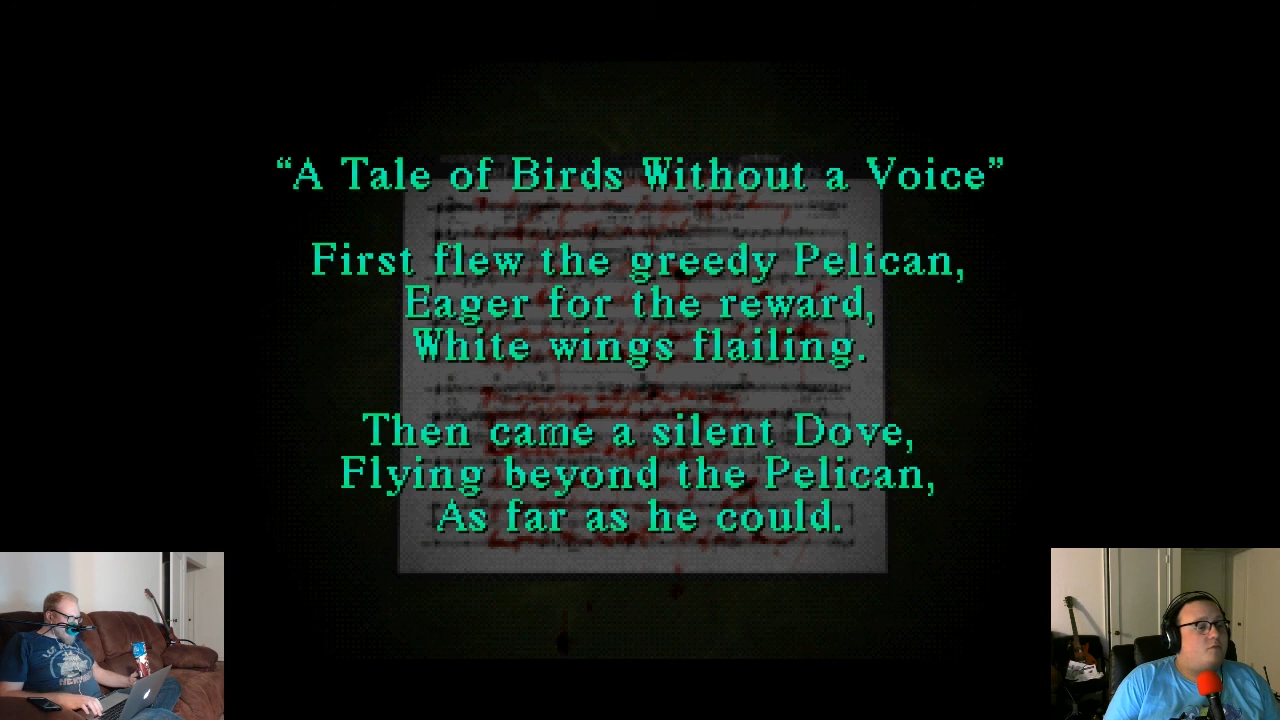 “A Tale of Birds Without a Voice”
First flew the greedy Pelican,
Eager for the reward,
White wings flailing.
Then came a silent Dove,
Flying beyond the Pelican,
As far as he could.